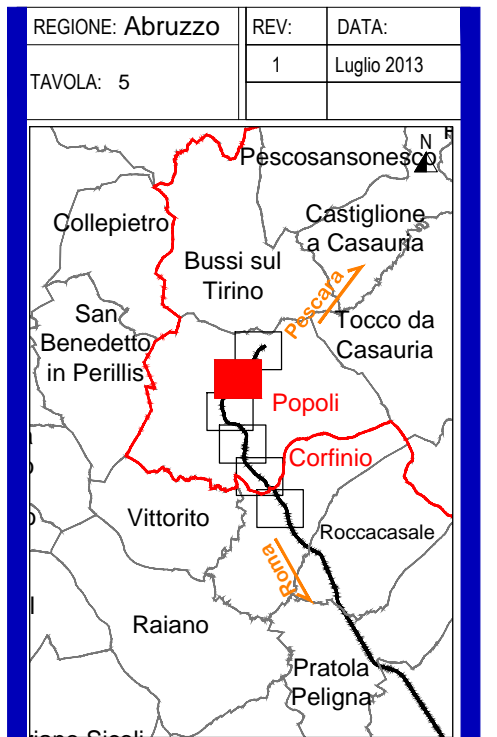 REGIONE: Abruzzo
REV:
DATA:
TAVOLA: 5
1
Luglio 2013
N
Pescosansonesco
Collepietro
Castiglione
a Casauria
Bussi sul
Tirino
Pescara
San
Benedetto
in Perillis
Tocco da
Casauria
Popoli
Corfinio
Vittorito
Roccacasale
Roma
Raiano
Pratola
Peligna